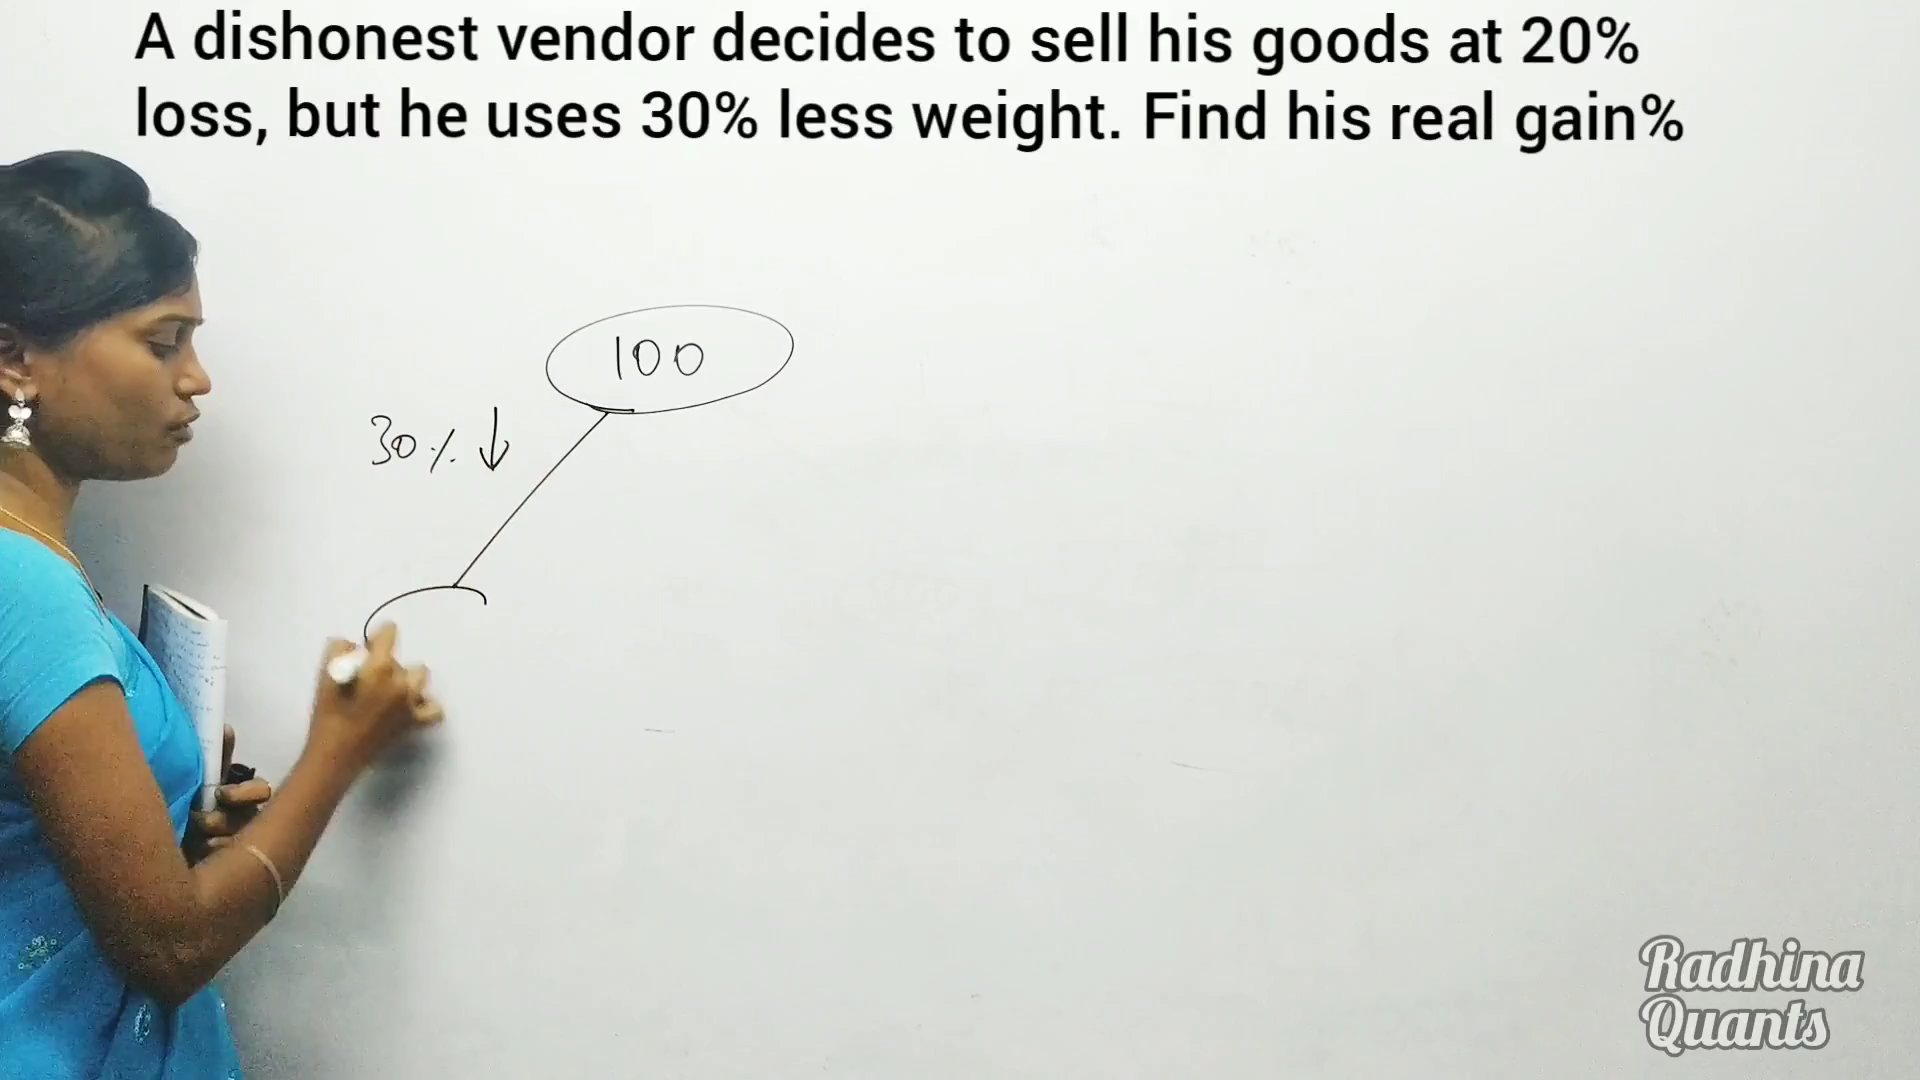 A dishonest vendor decides to sell his goods at 20%
loss, but he uses 30% less weight. Find his real gain%
100
30% ↓
Radhina
Quants